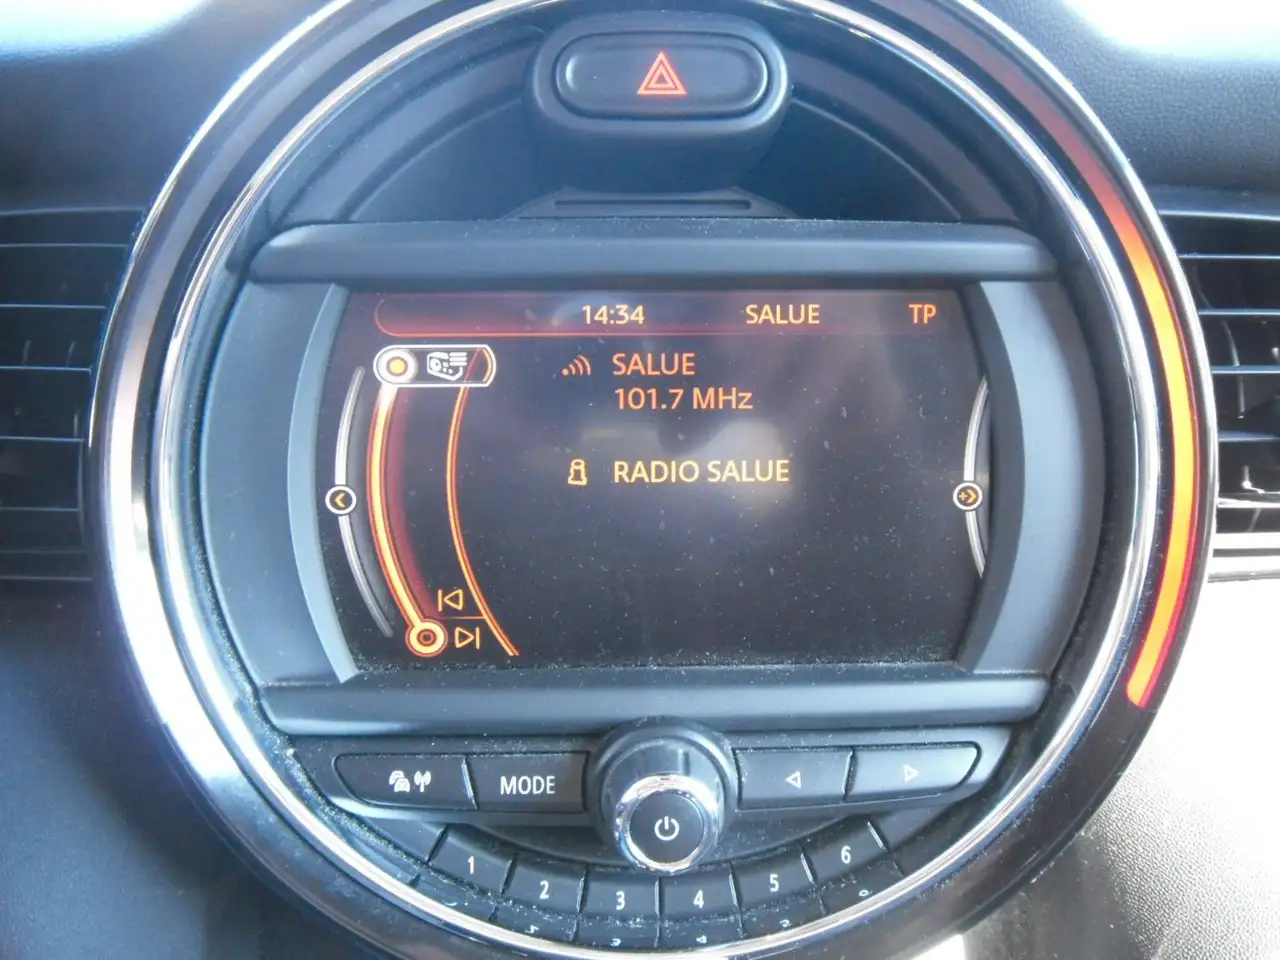 14:34 SALUE TP
SALUE
101.7 MHz
RADIO SALUE
MODE
1 2 3 4 5 6